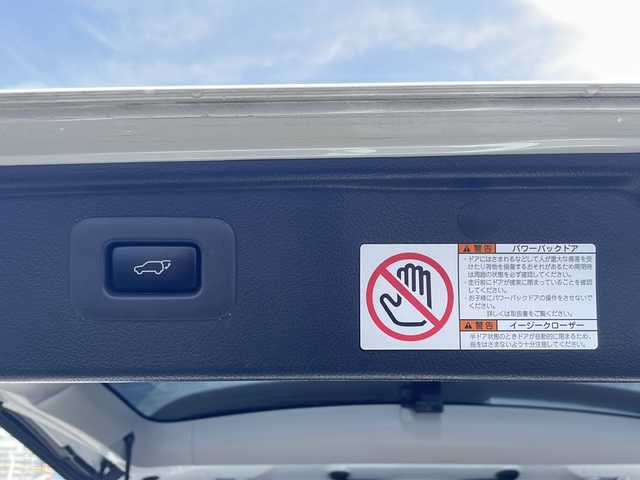 警告 パワーバックドア
・ドアにはさまれるなどして人が重大な傷害を受
けたり荷物を損傷するおそれがあるため開閉時
は周囲の状態を必ず確認してください。
・走行前にドアが確実に閉まっていることを確認
してください。
・お子様にパワーバックドアの操作をさせないで
ください。
詳しくは取扱書をご覧ください。
警告 イージークローザー
半ドア状態のときドアが自動的に閉まるため、
指をはさまないよう十分注意してください。